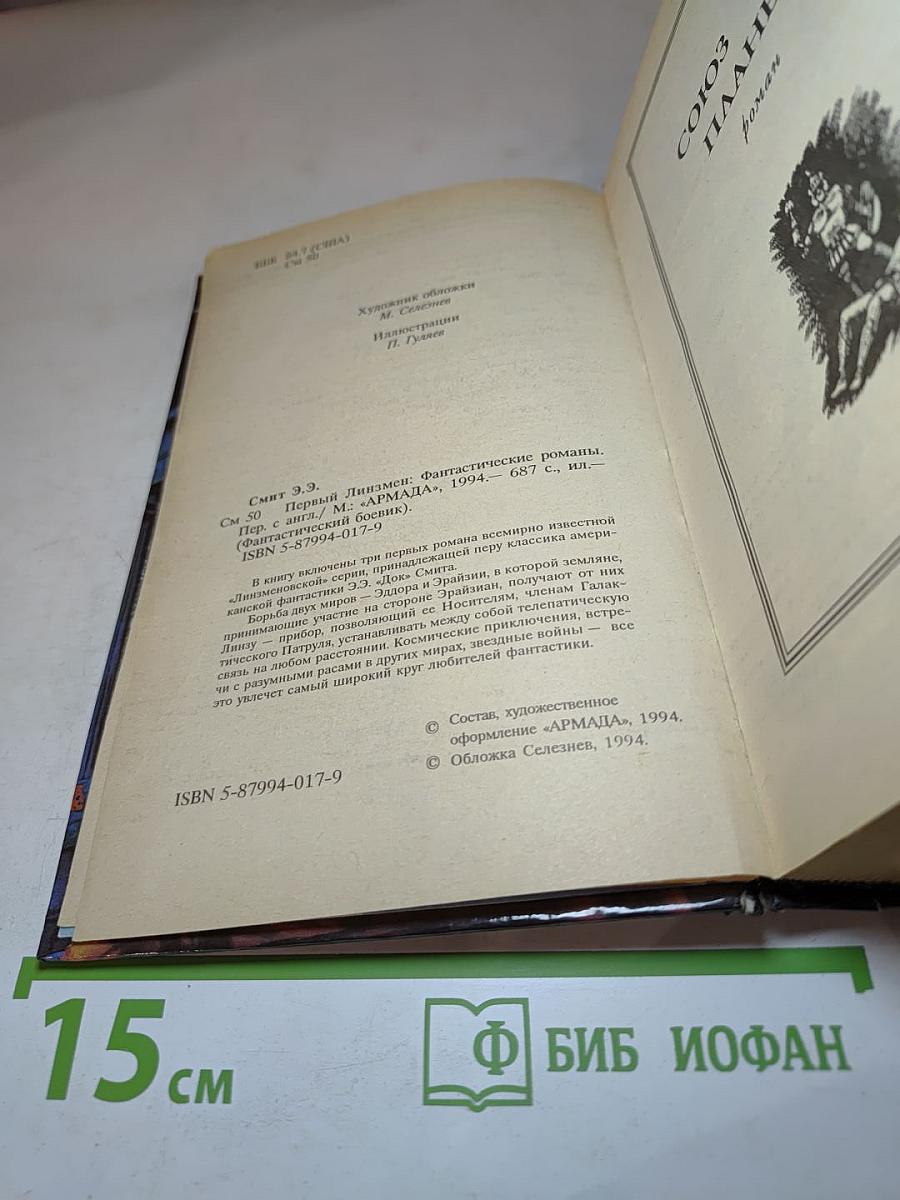 ББК 84.7 (США)
См 50
Художник обложки
М. Селезнев
Иллюстрации
П. Гуляев
Смит Э.Э.
См 50 Первый Линзмен: Фантастические романы.
Пер. с англ./ М.: «АРМАДА», 1994.— 687 с., ил.—
(Фантастический боевик).
ISBN 5-87994-017-9
В книгу включены три первых романа всемирно известной
«Линзменовской» серии, принадлежащей перу классика амери-
канской фантастики Э.Э. «Док» Смита.
Борьба двух миров — Эддора и Эрайзии, в которой земляне,
принимающие участие на стороне Эрайзиан, получают от них
Линзу — прибор, позволяющий ее Носителям, членам Галак-
тического Патруля, устанавливать между собой телепатическую
связь на любом расстоянии. Космические приключения, встре-
чи с разумными расами в других мирах, звездные войны — все
это увлечет самый широкий круг любителей фантастики.
© Состав, художественное
оформление «АРМАДА», 1994.
© Обложка Селезнев, 1994.
ISBN 5-87994-017-9
СОЮЗ
роман
15 см
Ф БИБ ИОФАН